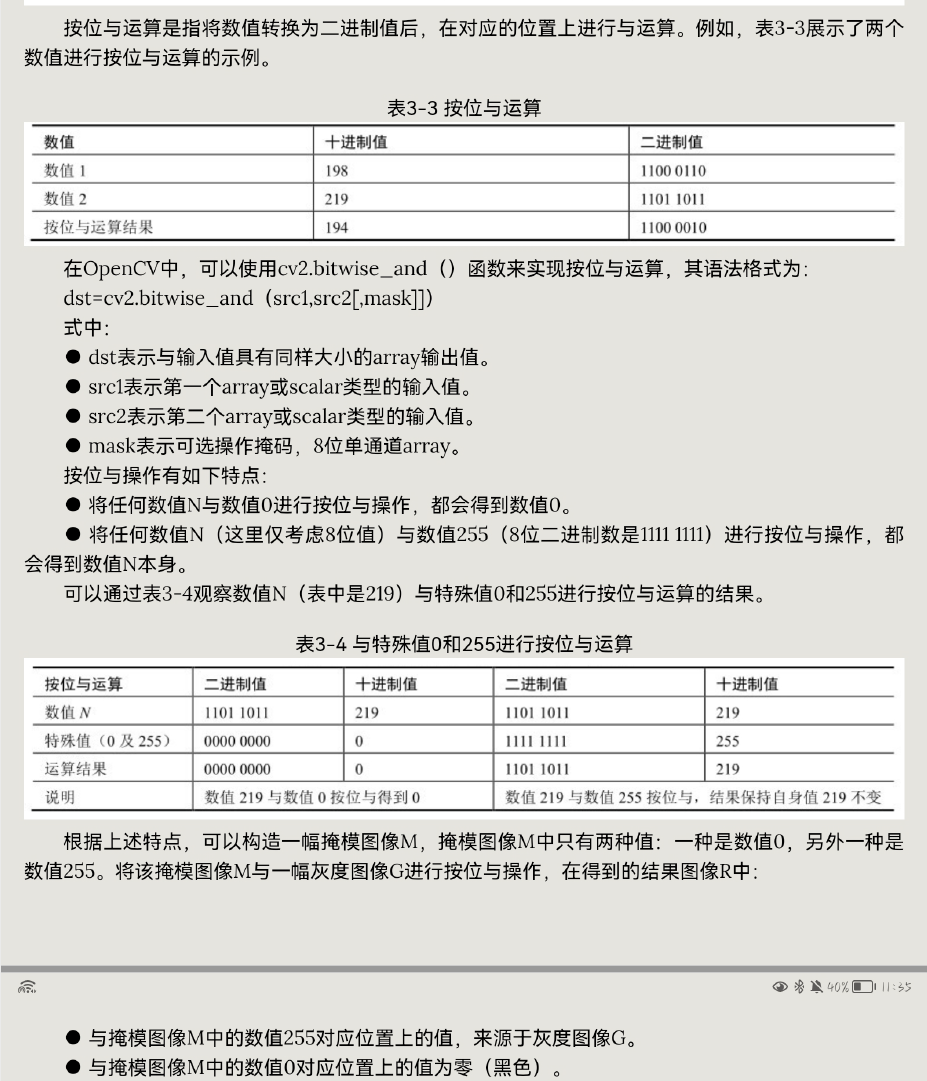 按位与运算是指将数值转换为二进制值后，在对应的位置上进行与运算。例如，表3-3展示了两个
数值进行按位与运算的示例。
表3-3 按位与运算
数值 十进制值 二进制值
数值 1 198 1100 0110
数值 2 219 1101 1011
按位与运算结果 194 1100 0010
在OpenCV中，可以使用cv2.bitwise_and（）函数来实现按位与运算，其语法格式为：
dst=cv2.bitwise_and（src1,src2[,mask]]）
式中：
● dst表示与输入值具有同样大小的array输出值。
● src1表示第一个array或scalar类型的输入值。
● src2表示第二个array或scalar类型的输入值。
● mask表示可选操作掩码，8位单通道array。
按位与操作有如下特点：
● 将任何数值N与数值0进行按位与操作，都会得到数值0。
● 将任何数值N（这里仅考虑8位值）与数值255（8位二进制数是1111 1111）进行按位与操作，都
会得到数值N本身。
可以通过表3-4观察数值N（表中是219）与特殊值0和255进行按位与运算的结果。
表3-4 与特殊值0和255进行按位与运算
按位与运算 二进制值 十进制值 二进制值 十进制值
数值 N 1101 1011 219 1101 1011 219
特殊值（0 及 255） 0000 0000 0 1111 1111 255
运算结果 0000 0000 0 1101 1011 219
说明 数值 219 与数值 0 按位与得到 0 数值 219 与数值 255 按位与，结果保持自身值 219 不变
根据上述特点，可以构造一幅掩模图像M，掩模图像M中只有两种值：一种是数值0，另外一种是
数值255。将该掩模图像M与一幅灰度图像G进行按位与操作，在得到的结果图像R中：
40% 11:35
● 与掩模图像M中的数值255对应位置上的值，来源于灰度图像G。
● 与掩模图像M中的数值0对应位置上的值为零（黑色）。